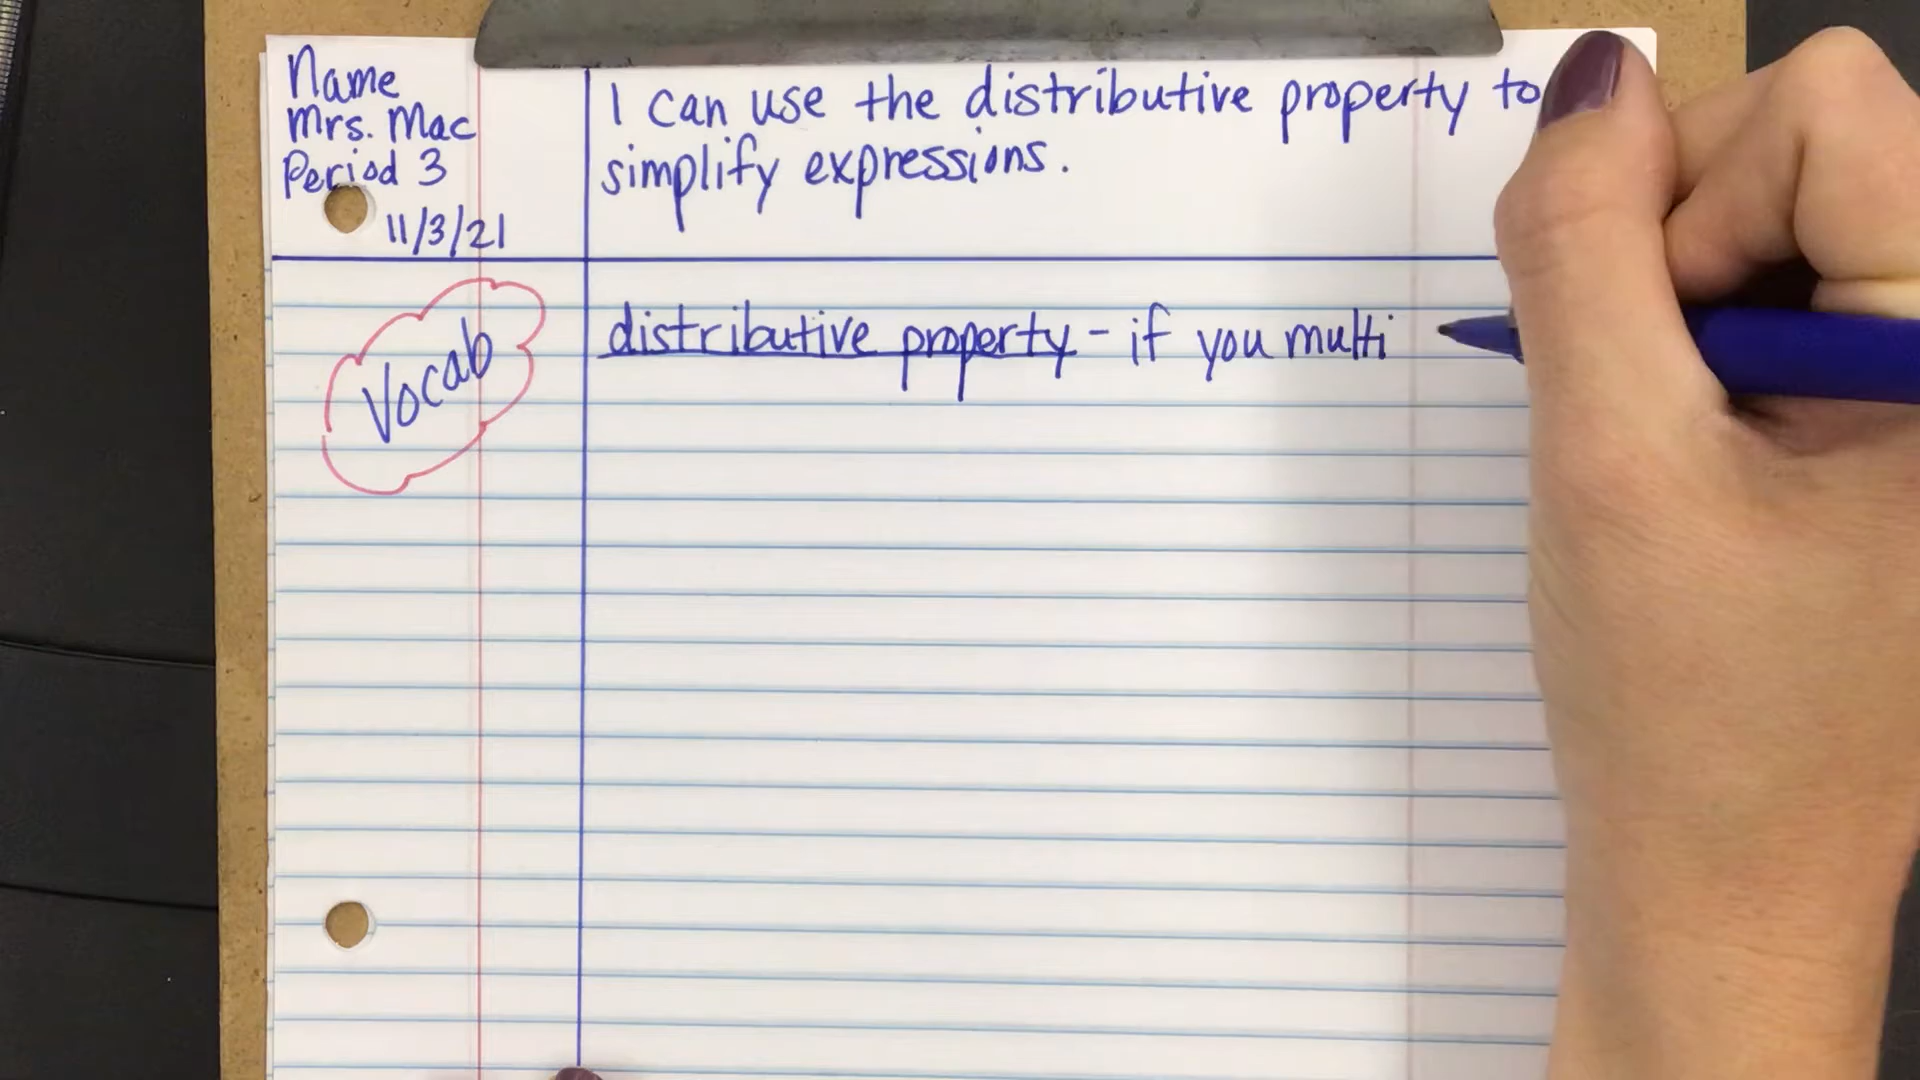 Name
Mrs. Mac
Period 3
11/3/21
I can use the distributive property to
simplify expressions.
Vocab
distributive property - if you multi